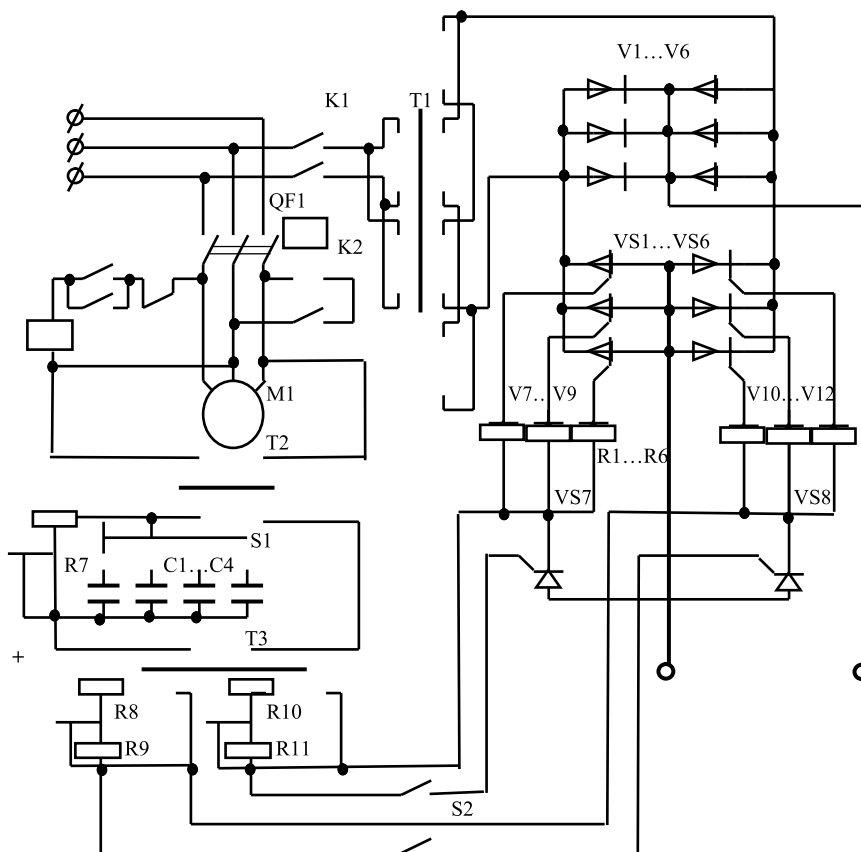 V1…V6
K1
T1
QF1
K2
VS1…VS6
M1
V7…V9
V10…V12
T2
R1…R6
VS7
VS8
S1
R7
C1…C4
T3
+
R8
R10
R9
R11
S2